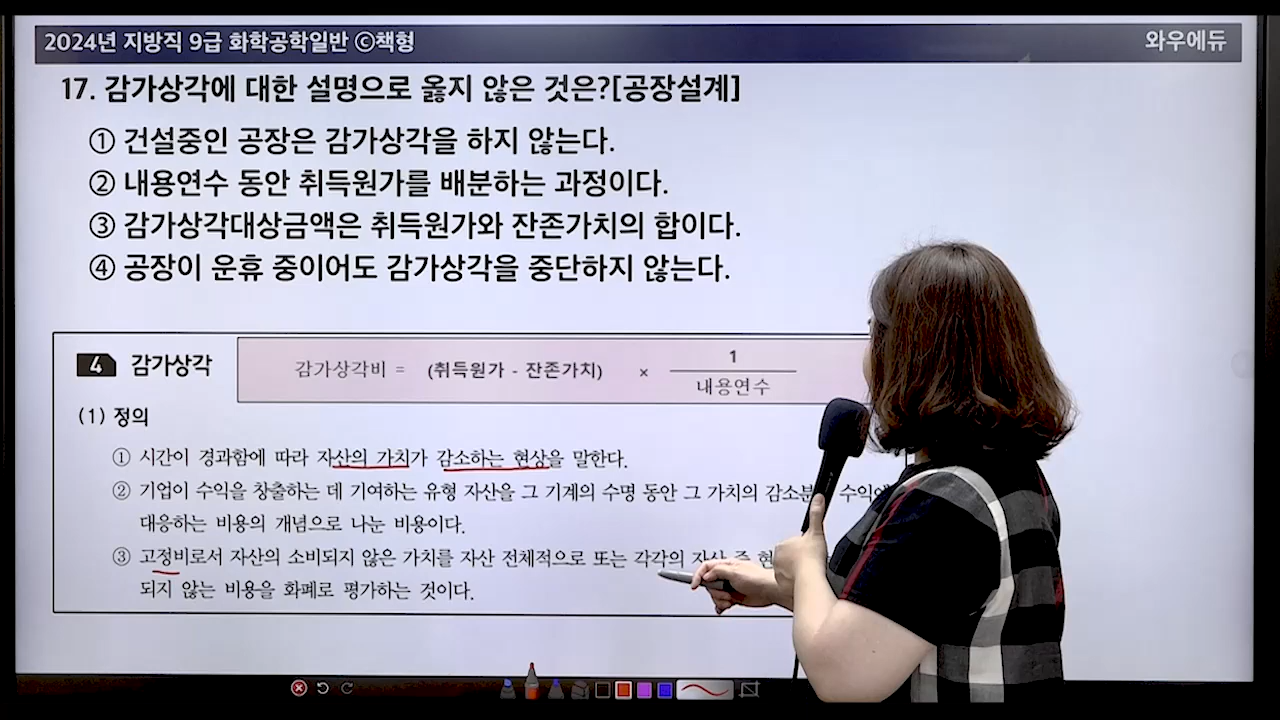 2024년 지방직 9급 화학공학일반 ⓒ책형
와우에듀
17. 감가상각에 대한 설명으로 옳지 않은 것은?[공장설계]
① 건설중인 공장은 감가상각을 하지 않는다.
② 내용연수 동안 취득원가를 배분하는 과정이다.
③ 감가상각대상금액은 취득원가와 잔존가치의 합이다.
④ 공장이 운휴 중이어도 감가상각을 중단하지 않는다.
4 감가상각
감가상각비 = (취득원가 - 잔존가치) × 1
내용연수
(1) 정의
① 시간이 경과함에 따라 자산의 가치가 감소하는 현상을 말한다.
② 기업이 수익을 창출하는 데 기여하는 유형 자산을 그 기계의 수명 동안 그 가치의 감소분
대응하는 비용의 개념으로 나눈 비용이다.
③ 고정비로서 자산의 소비되지 않은 가치를 자산 전체적으로 또는 각각의 자산 중
되지 않는 비용을 화폐로 평가하는 것이다.